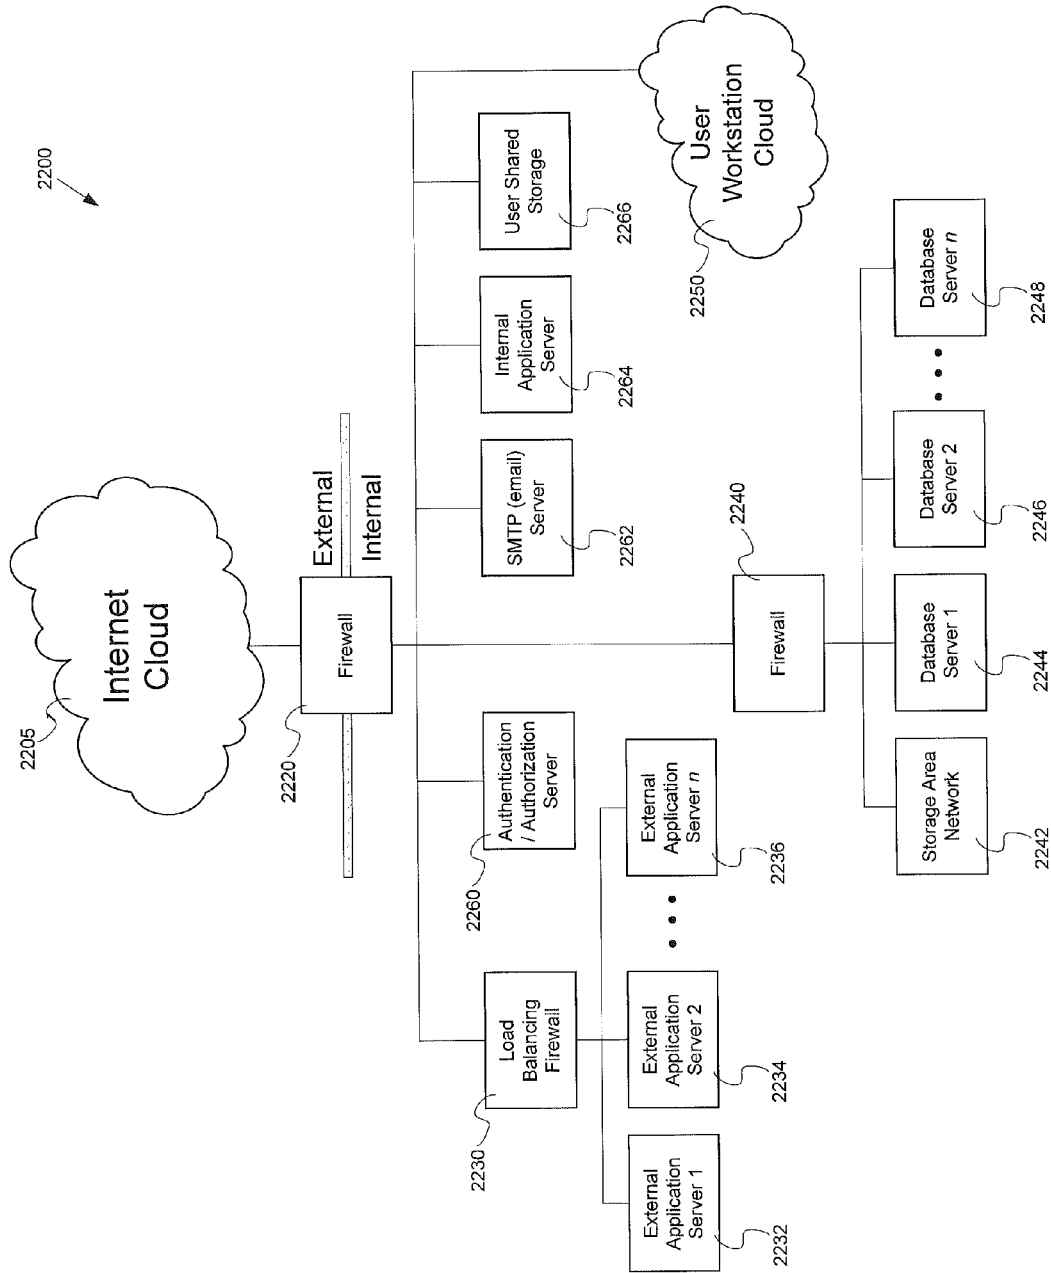 2200
2205
Internet
Cloud
External
Internal
2220
Firewall
2230
Load
Balancing
Firewall
2260
Authentication
/ Authorization
Server
SMTP (email)
Server
2262
Internal
Application
Server
2264
User Shared
Storage
2266
2250
User
Workstation
Cloud
External
Application
Server 1
2232
External
Application
Server 2
2234
External
Application
Server n
2236
2240
Firewall
Storage Area
Network
2242
Database
Server 1
2244
Database
Server 2
2246
Database
Server n
2248